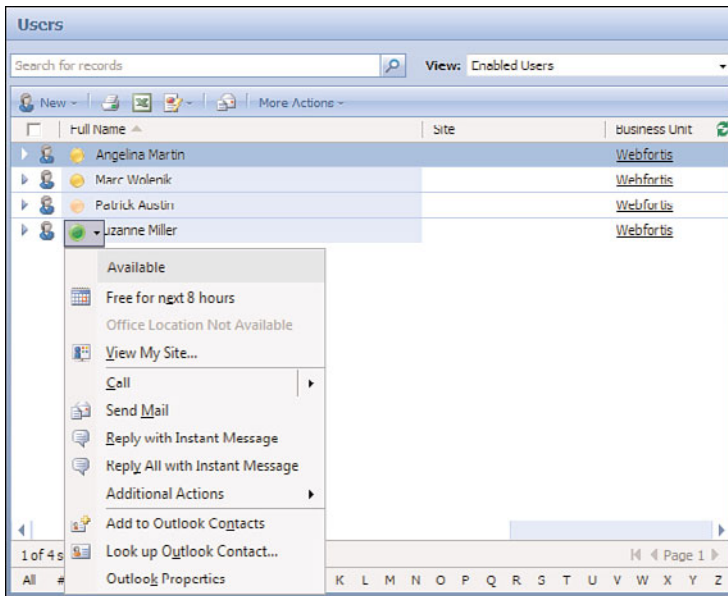 Users
Search for records View: Enabled Users
New More Actions
Full Name Site Business Unit
Angelina Martin Webfortis
Marc Wolenik Webfortis
Patrick Austin Webfortis
uzanne Miller Webfortis
Available
Free for next 8 hours
Office Location Not Available
View My Site...
Call
Send Mail
Reply with Instant Message
Reply All with Instant Message
Additional Actions
Add to Outlook Contacts
1 of 4 s Page 1
Look up Outlook Contact...
All # K L M N O P Q R S T U V W X Y Z
Outlook Properties